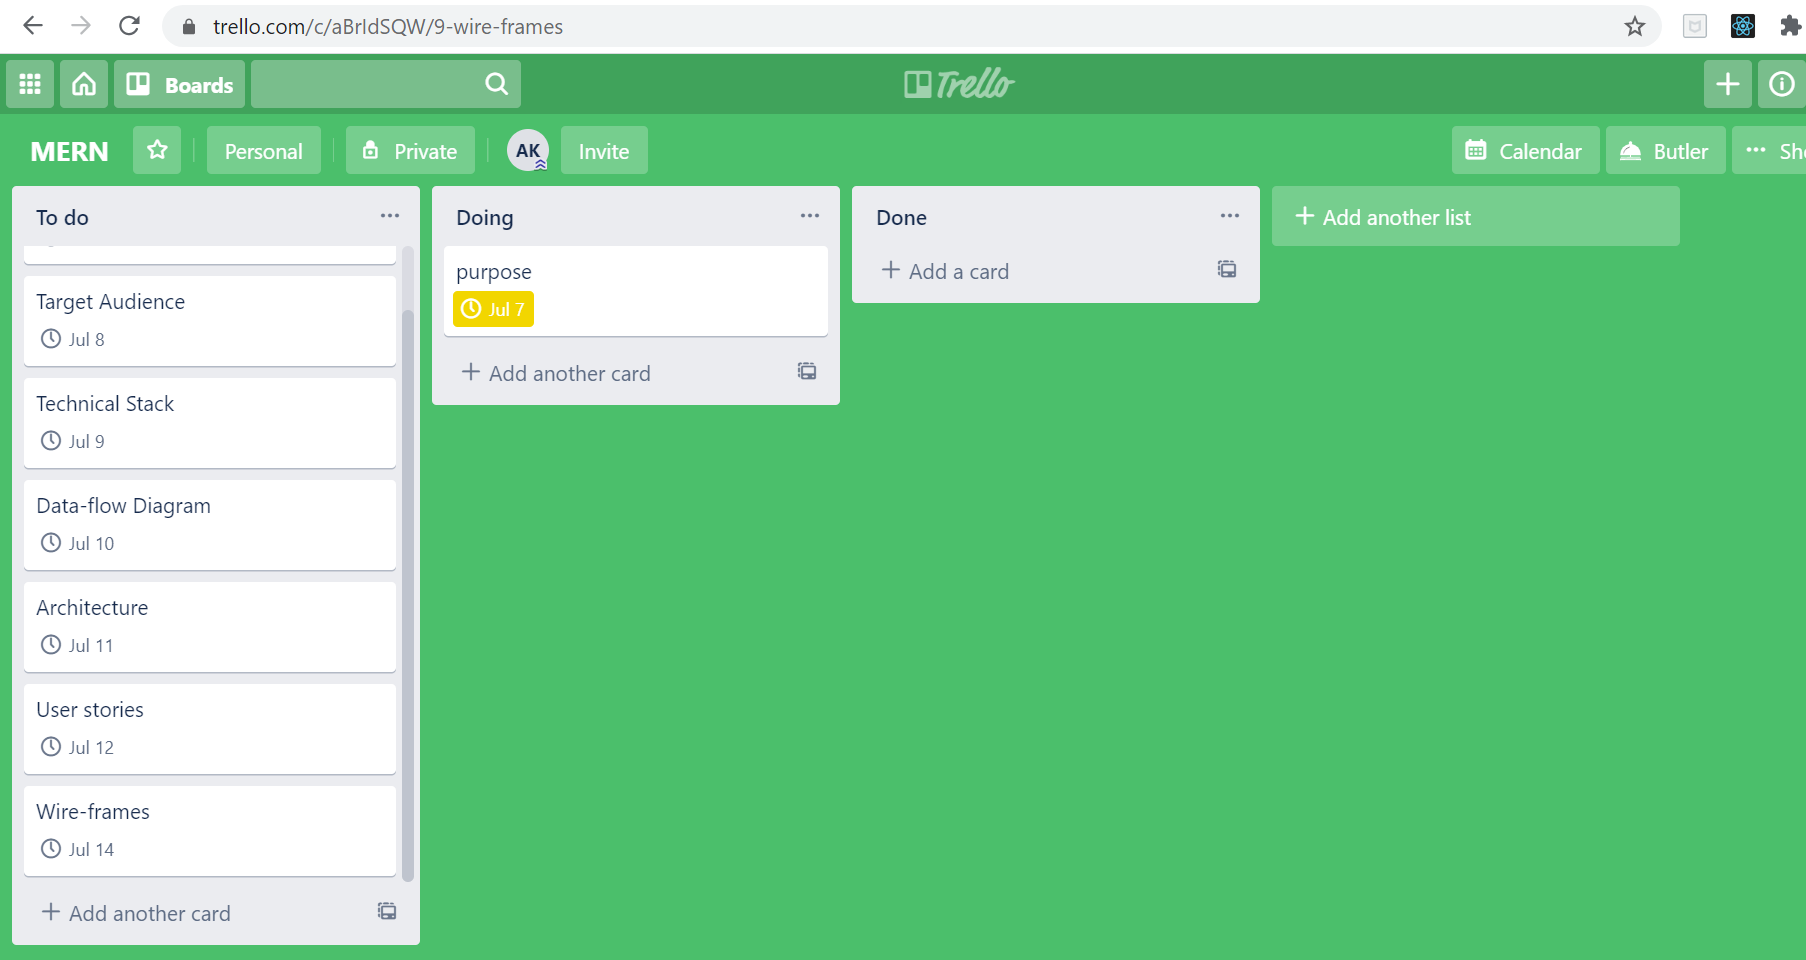 trello.com/c/aBrIdSQW/9-wire-frames
Boards
Trello
MERN
Personal
Private
AK
Invite
Calendar
Butler
··· Sho
To do
Target Audience
Jul 8
Technical Stack
Jul 9
Data-flow Diagram
Jul 10
Architecture
Jul 11
User stories
Jul 12
Wire-frames
Jul 14
+ Add another card
Doing
purpose
Jul 7
+ Add another card
Done
+ Add a card
+ Add another list